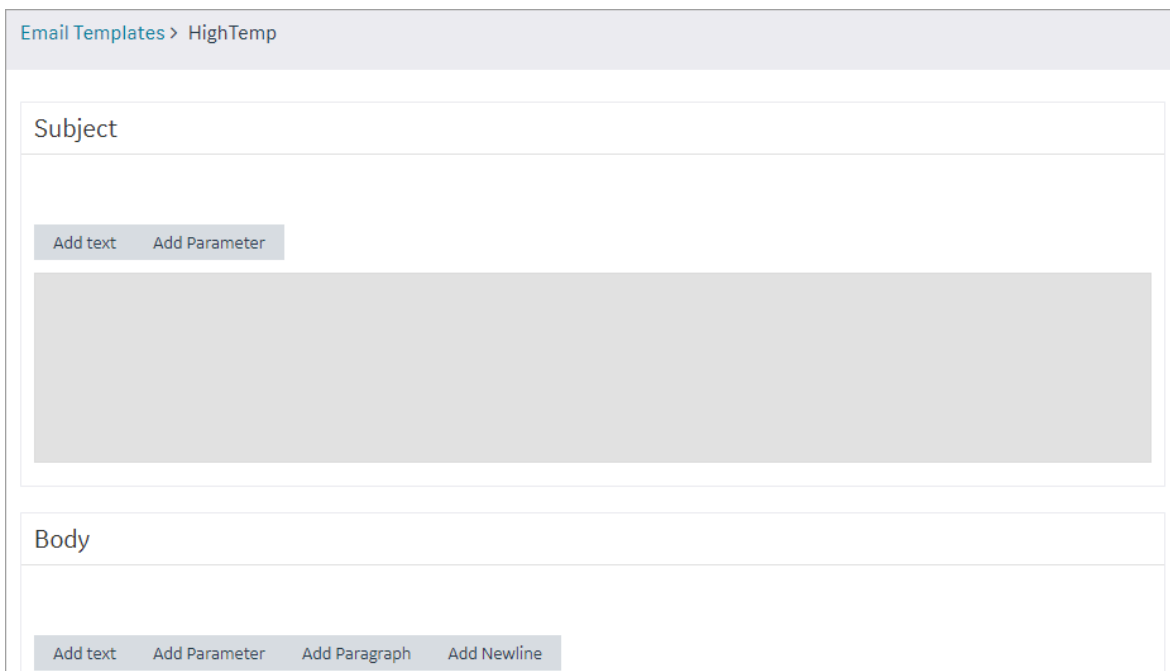 Email Templates > HighTemp
Subject
Add text Add Parameter
Body
Add text Add Parameter Add Paragraph Add Newline